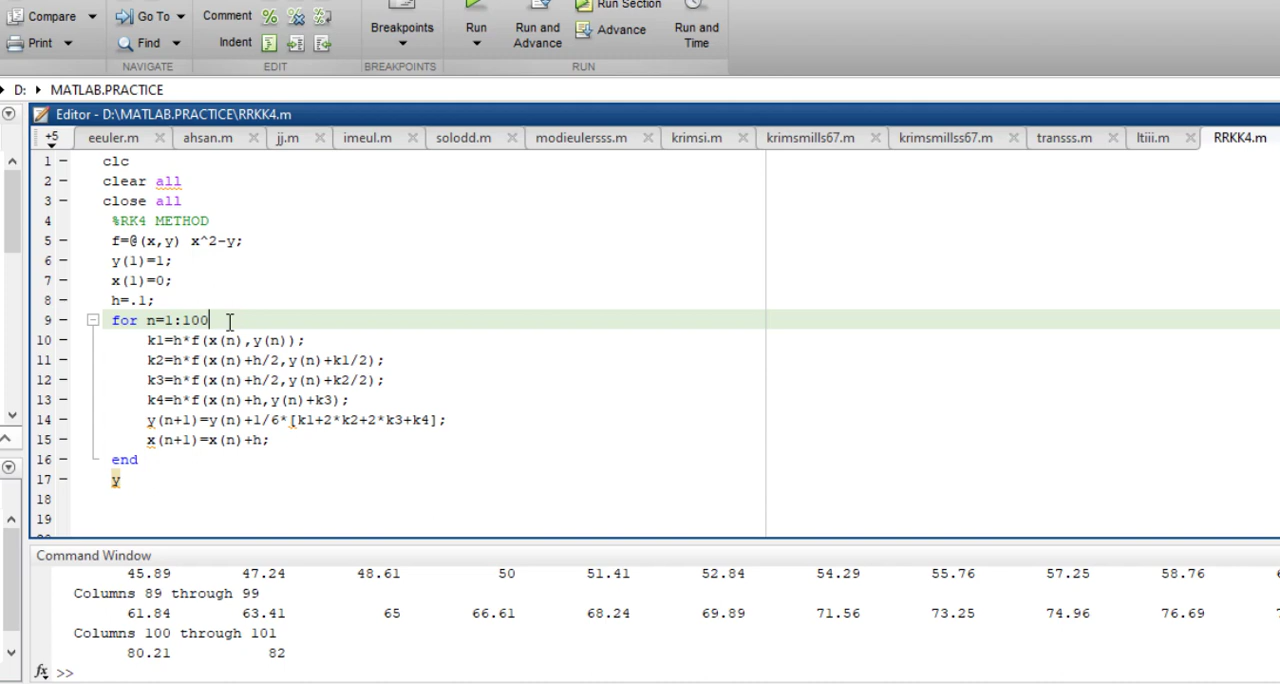 Compare Go To Comment Breakpoints Run Run and Advance Run Section Run and Time
Print Find Indent Advance
NAVIGATE EDIT BREAKPOINTS RUN
D: MATLAB.PRACTICE
Editor - D:\MATLAB.PRACTICE\RRKK4.m
+5 eeuler.m ahsan.m jj.m imeul.m solodd.m modieulersss.m krimsi.m krimsmills67.m krimsmillss67.m transss.m ltiii.m RRKK4.m
1 clc
2 clear all
3 close all
4 %RK4 METHOD
5 f=@(x,y) x^2-y;
6 y(1)=1;
7 x(1)=0;
8 h=.1;
9 for n=1:100
10 k1=h*f(x(n),y(n));
11 k2=h*f(x(n)+h/2,y(n)+k1/2);
12 k3=h*f(x(n)+h/2,y(n)+k2/2);
13 k4=h*f(x(n)+h,y(n)+k3);
14 y(n+1)=y(n)+1/6*[k1+2*k2+2*k3+k4];
15 x(n+1)=x(n)+h;
16 end
17 y
18
19
Command Window
45.89 47.24 48.61 50 51.41 52.84 54.29 55.76 57.25 58.76
Columns 89 through 99
61.84 63.41 65 66.61 68.24 69.89 71.56 73.25 74.96 76.69
Columns 100 through 101
80.21 82
fx >>